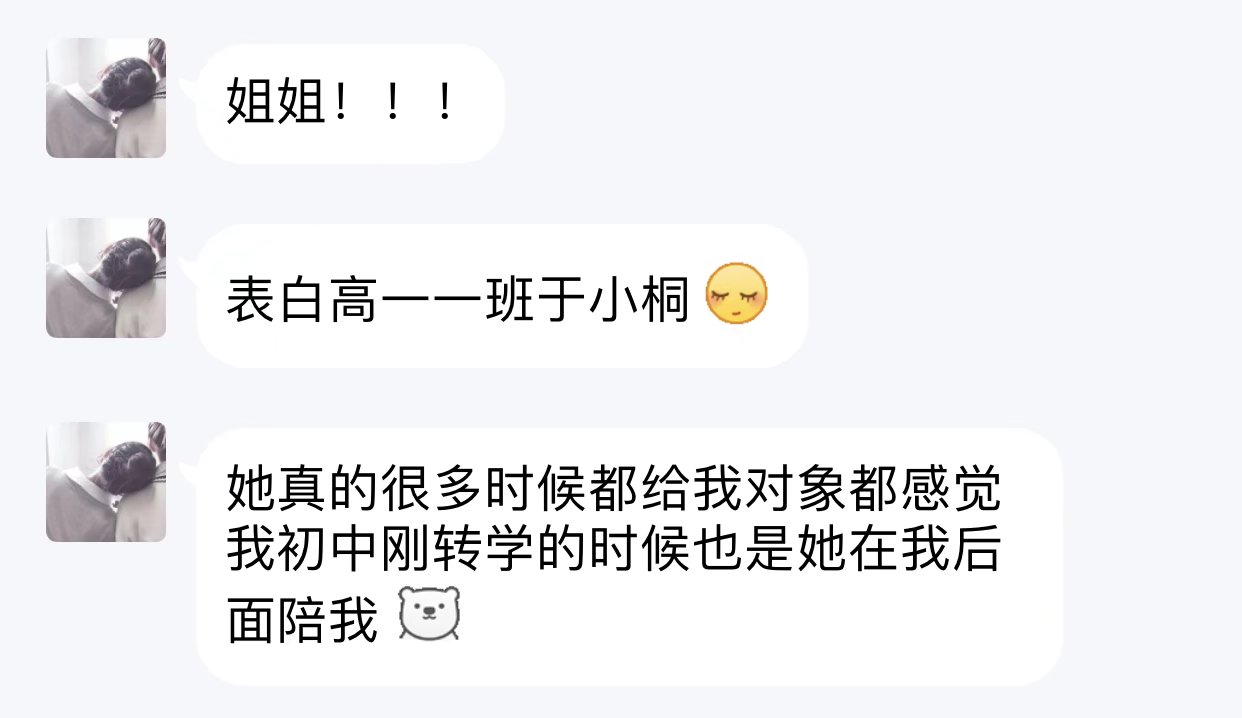 姐姐！！！
表白高一一班于小桐
她真的很多时候都给我对象都感觉
我初中刚转学的时候也是她在我后
面陪我